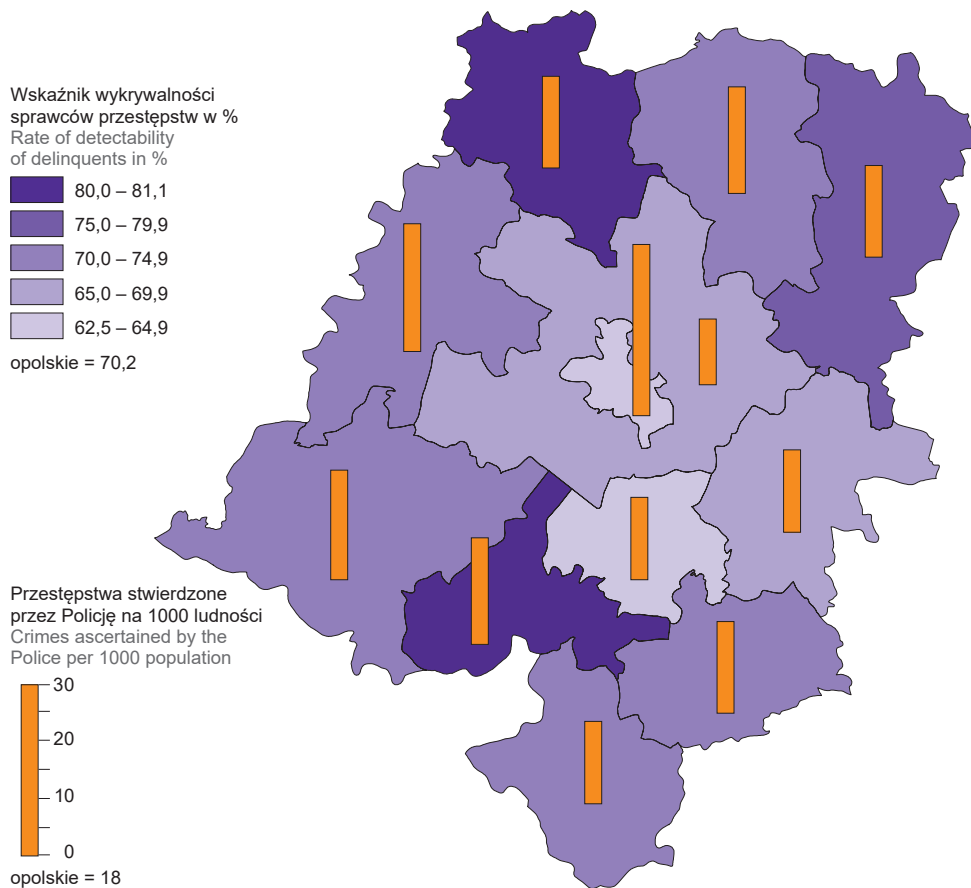 Wskaźnik wykrywalności
sprawców przestępstw w %
Rate of detectability
of delinquents in %
80,0 – 81,1
75,0 – 79,9
70,0 – 74,9
65,0 – 69,9
62,5 – 64,9
opolskie = 70,2
Przestępstwa stwierdzone
przez Policję na 1000 ludności
Crimes ascertained by the
Police per 1000 population
30
20
10
0
opolskie = 18